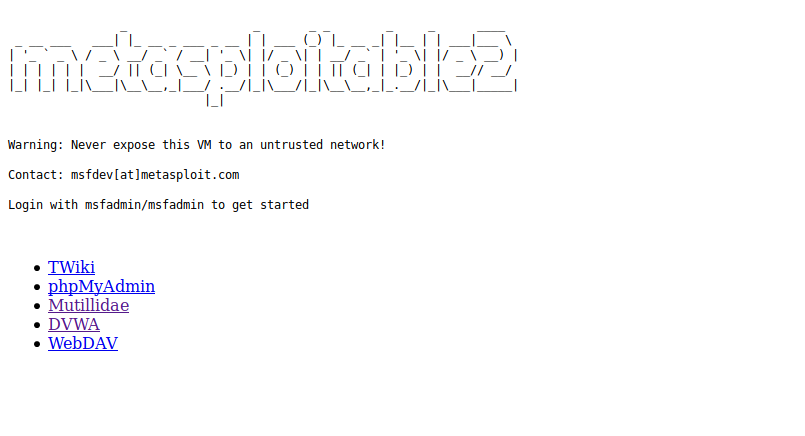 metasploitable2
Warning: Never expose this VM to an untrusted network!
Contact: msfdev[at]metasploit.com
Login with msfadmin/msfadmin to get started
TWiki
phpMyAdmin
Mutillidae
DVWA
WebDAV